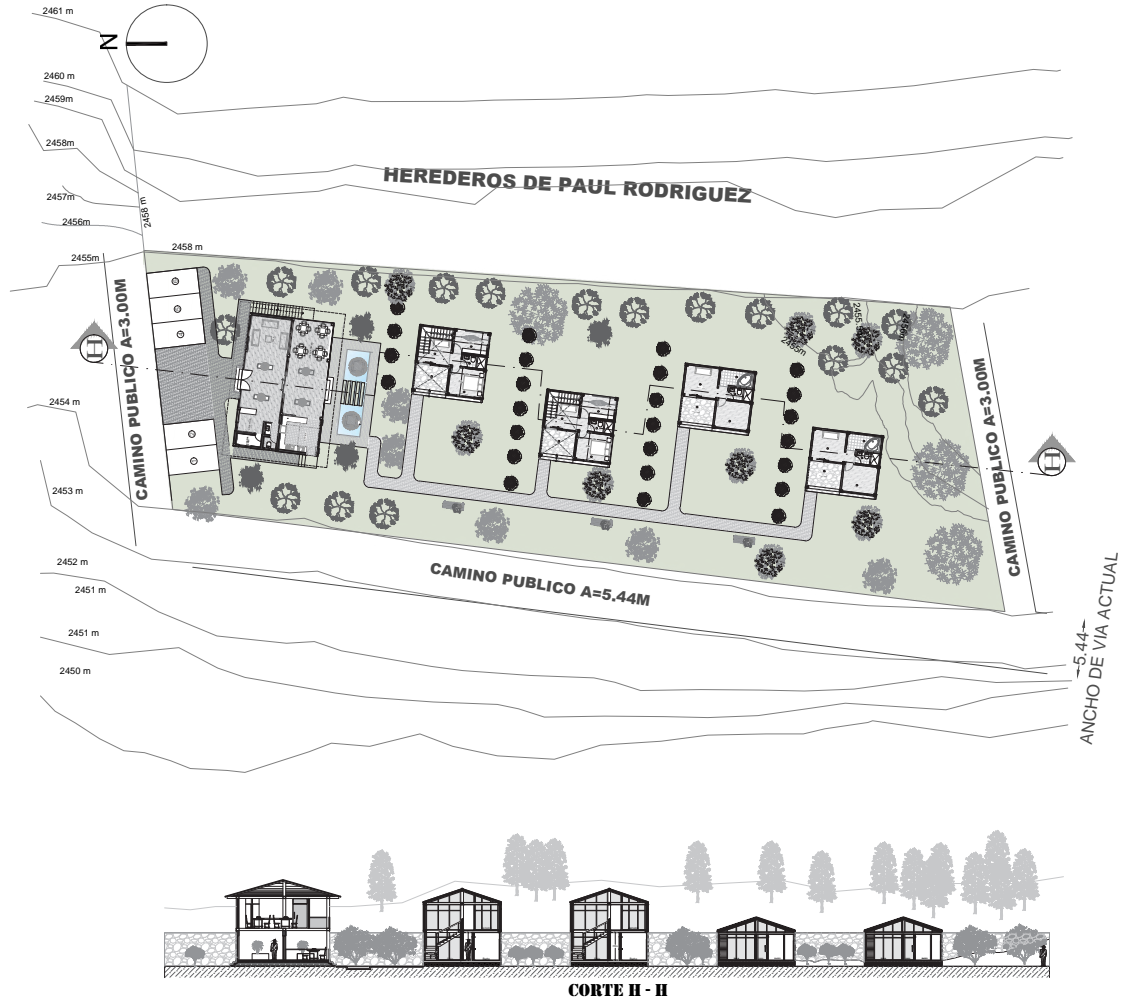 2461 m
N
2460 m
2459m
2458m
2457m
2458 m
2456m
2455m
2458 m
HEREDEROS DE PAUL RODRIGUEZ
CAMINO PUBLICO A=3.00M
H
2455
2455m
CAMINO PUBLICO A=3.00M
H
2454 m
2453 m
2452 m
2451 m
2451 m
2450 m
CAMINO PUBLICO A=5.44M
5.44
ANCHO DE VIA ACTUAL
CORTE H - H